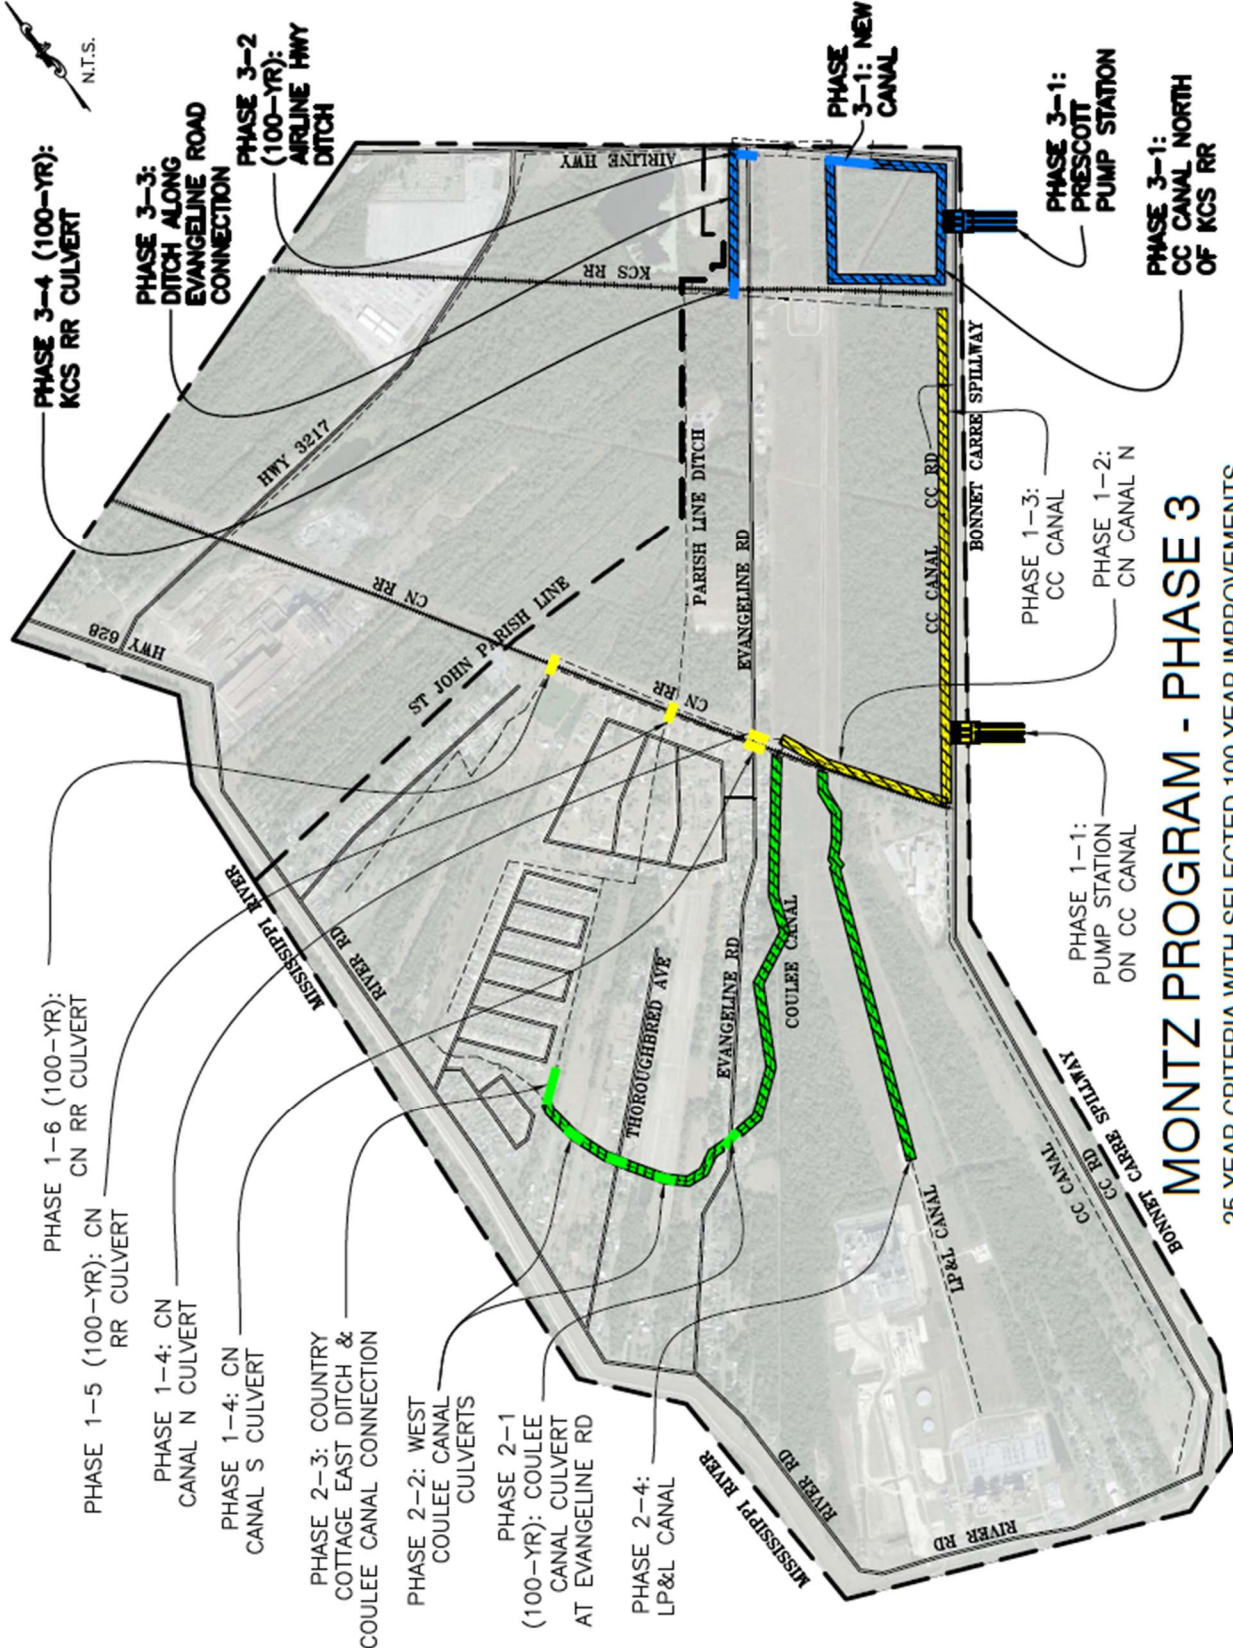 N.T.S.
PHASE 3-4 (100-YR):
KCS RR CULVERT
PHASE 3-3:
DITCH ALONG
EVANGELINE ROAD
CONNECTION
PHASE 3-2
(100-YR):
AIRLINE HWY
DITCH
PHASE
3-1: NEW
CANAL
PHASE 3-1:
PRESCOTT
PUMP STATION
PHASE 3-1:
CC CANAL NORTH
OF KCS RR
AIRLINE HWY
KCS RR
HWY 3217
CN RR
HWY 628
ST JOHN PARISH LINE
PARISH LINE DITCH
EVANGELINE RD
CC CANAL
CC RD
BONNET CARRE SPILLWAY
CN RR
PHASE 1-3:
CC CANAL
PHASE 1-2:
CN CANAL N
PHASE 1-1:
PUMP STATION
ON CC CANAL
MISSISSIPPI RIVER
RIVER RD
THOROUGHBRED AVE
EVANGELINE RD
COULEE CANAL
LP&L CANAL
CC CANAL
CC RD
BONNET CARRE SPILLWAY
MISSISSIPPI RIVER
RIVER RD
RIVER RD
PHASE 1-6 (100-YR):
CN RR CULVERT
PHASE 1-5 (100-YR): CN
RR CULVERT
PHASE 1-4: CN
CANAL N CULVERT
PHASE 1-4: CN
CANAL S CULVERT
PHASE 2-3: COUNTRY
COTTAGE EAST DITCH &
COULEE CANAL CONNECTION
PHASE 2-2: WEST
COULEE CANAL
CULVERTS
PHASE 2-1
(100-YR): COULEE
CANAL CULVERT
AT EVANGELINE RD
PHASE 2-4:
LP&L CANAL
MONTZ PROGRAM - PHASE 3
25 YEAR CRITERIA WITH SELECTED 100 YEAR IMPROVEMENTS